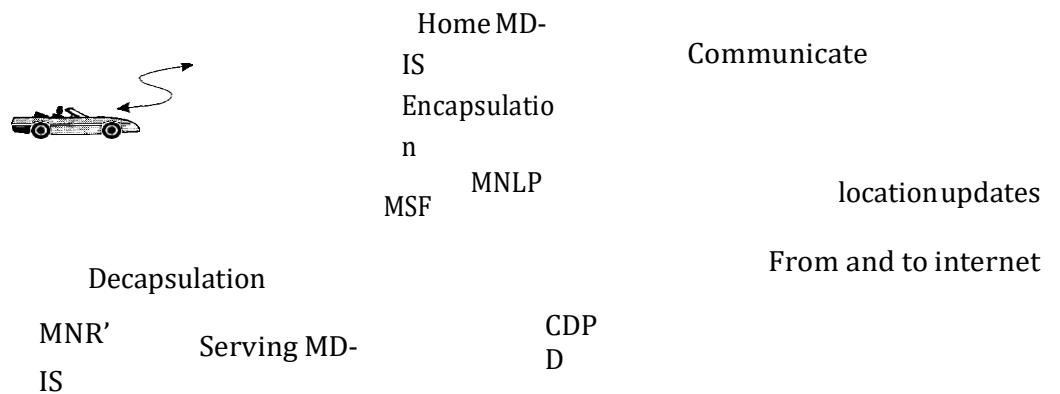 Home MD-
IS
Communicate
Encapsulatio
n
MNLP
MSF
location updates
From and to internet
Decapsulation
MNR’
IS
Serving MD-
CDP
D